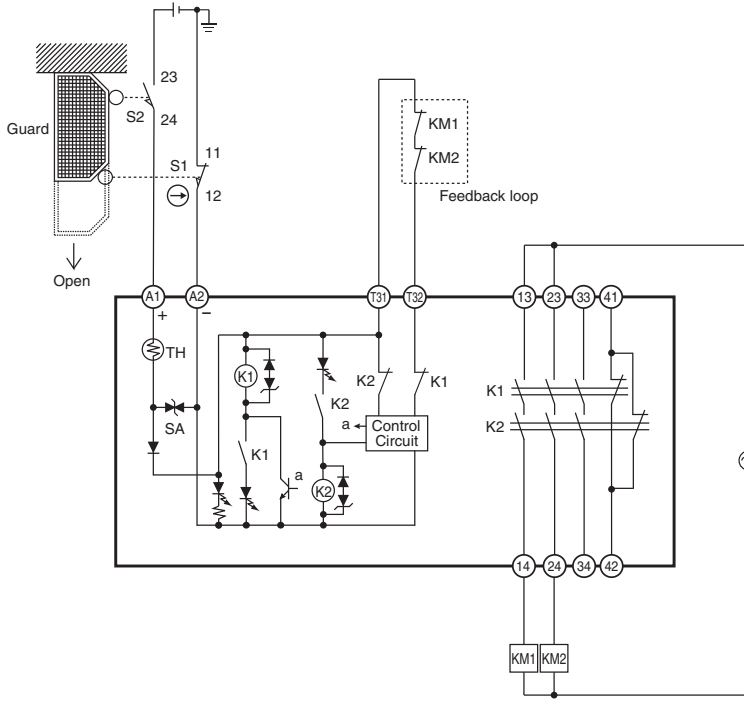 23
Guard
S2
24
KM1
11
S1
KM2
12
Feedback loop
Open
A1
A2
T31
T32
13
23
33
41
+
−
TH
K1
K2
K1
K1
K2
a
Control
Circuit
K2
SA
K1
a
K2
14
24
34
42
KM1
KM2